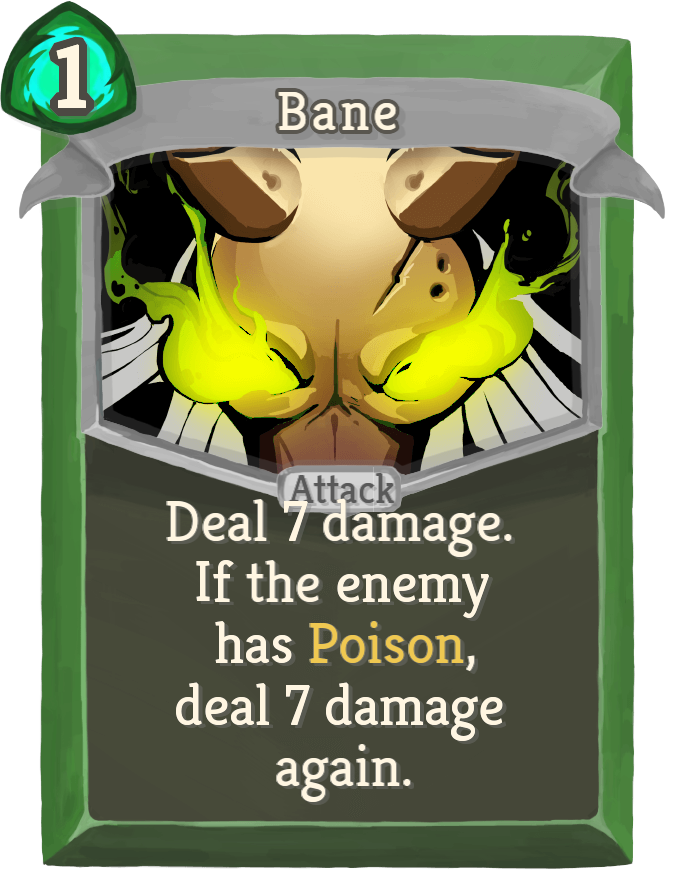 1
Bane
Attack
Deal 7 damage.
If the enemy
has Poison,
deal 7 damage
again.